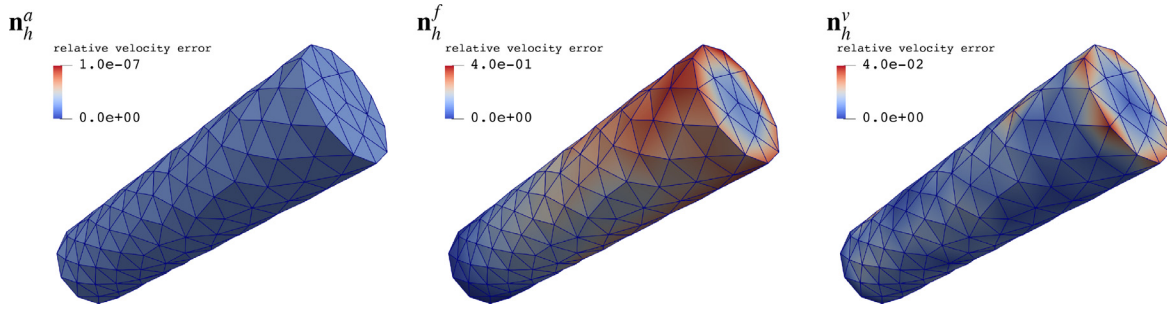 n_h^a
relative velocity error
1.0e-07
0.0e+00
n_h^f
relative velocity error
4.0e-01
0.0e+00
n_h^v
relative velocity error
4.0e-02
0.0e+00